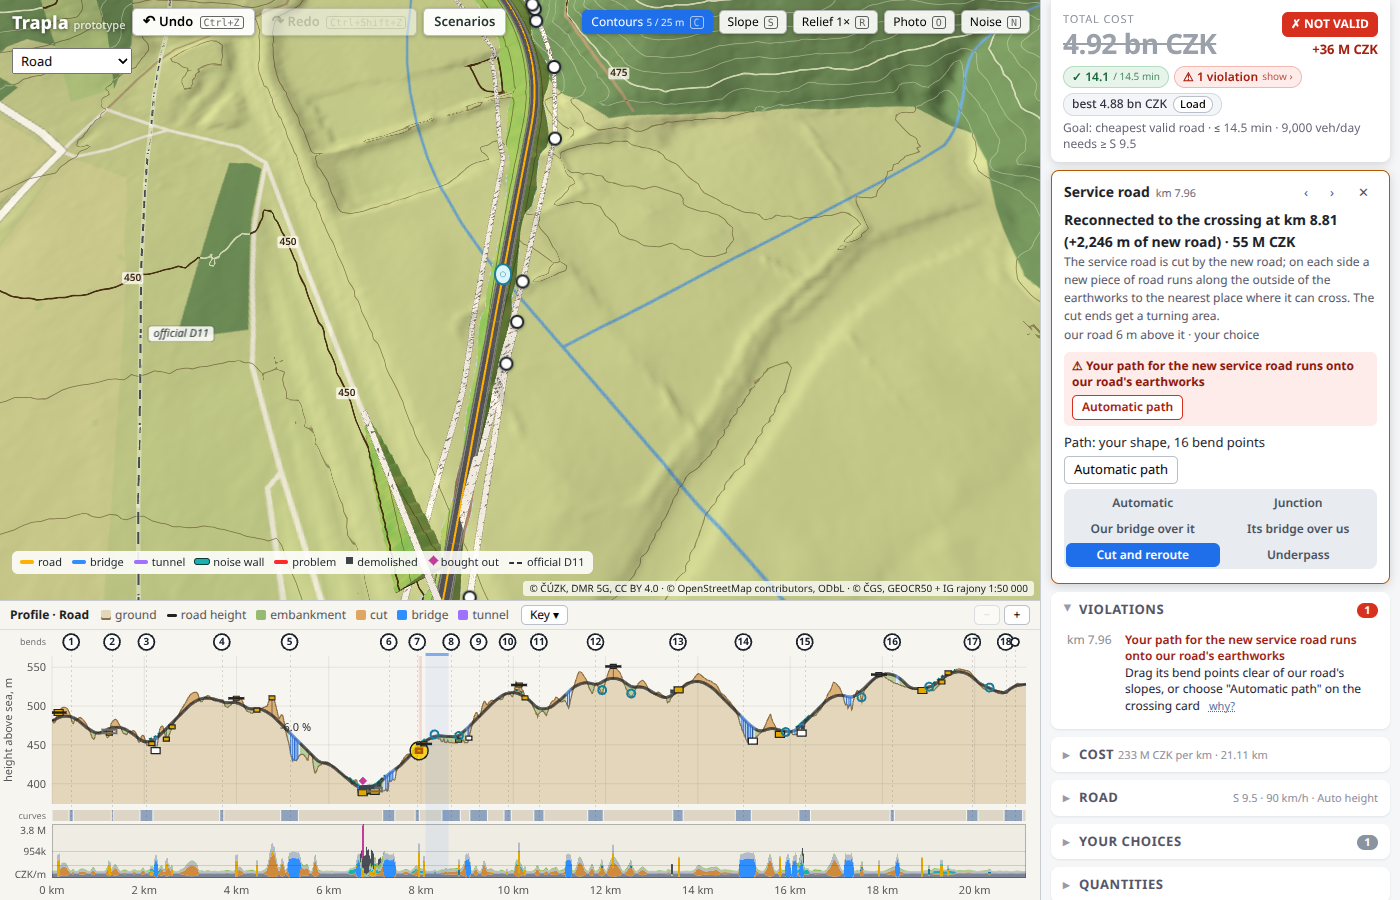 Trapla prototype
↶ Undo Ctrl+Z
↷ Redo Ctrl+Shift+Z
Scenarios
Contours 5 / 25 m C
Slope S
Relief 1× R
Photo O
Noise N
Road
475
450
450
450
official D11
road
bridge
tunnel
noise wall
problem
demolished
bought out
official D11
© ČÚZK, DMR 5G, CC BY 4.0 · © OpenStreetMap contributors, ODbL · © ČGS, GEOCR50 + IG rajony 1:50 000
Profile · Road
ground
road height
embankment
cut
bridge
tunnel
Key ▾
−
+
bends
1 2 3 4 5 6 7 8 9 10 11 12 13 14 15 16 17 18
550
500
450
400
height above sea, m
6.0 %
curves
3.8 M
954k
CZK/m
0 km 2 km 4 km 6 km 8 km 10 km 12 km 14 km 16 km 18 km 20 km
TOTAL COST
✗ NOT VALID
4.92 bn CZK
+36 M CZK
✓ 14.1 / 14.5 min
⚠ 1 violation show ›
best 4.88 bn CZK Load
Goal: cheapest valid road · ≤ 14.5 min · 9,000 veh/day
needs ≥ S 9.5
Service road km 7.96
‹ › ✕
Reconnected to the crossing at km 8.81
(+2,246 m of new road) · 55 M CZK
The service road is cut by the new road; on each side a
new piece of road runs along the outside of the
earthworks to the nearest place where it can cross. The
cut ends get a turning area.
our road 6 m above it · your choice
⚠ Your path for the new service road runs onto
our road's earthworks
Automatic path
Path: your shape, 16 bend points
Automatic path
Automatic
Junction
Our bridge over it
Its bridge over us
Cut and reroute
Underpass
▼ VIOLATIONS 1
km 7.96
Your path for the new service road runs
onto our road's earthworks
Drag its bend points clear of our road's
slopes, or choose "Automatic path" on the
crossing card why?
▶ COST 233 M CZK per km · 21.11 km
▶ ROAD S 9.5 · 90 km/h · Auto height
▶ YOUR CHOICES 1
▶ QUANTITIES